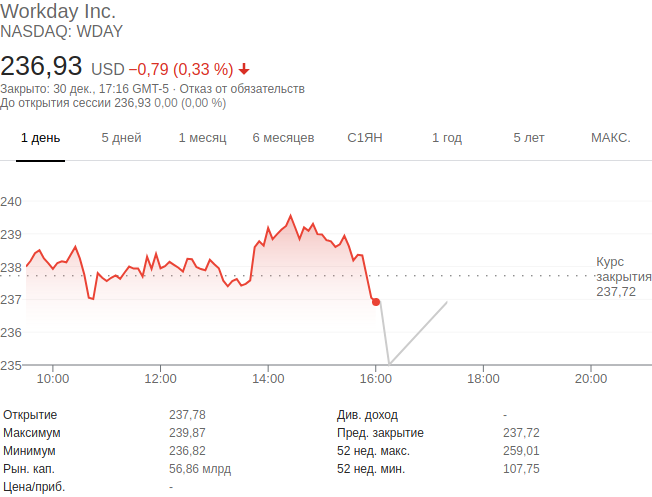 Workday Inc.
NASDAQ: WDAY
236,93 USD −0,79 (0,33 %)
Закрыто: 30 дек., 17:16 GMT-5 · Отказ от обязательств
До открытия сессии 236,93 0,00 (0,00 %)
1 день 5 дней 1 месяц 6 месяцев С1ЯН 1 год 5 лет МАКС.
240
239
238
237
236
235
Курс
закрытия
237,72
10:00 12:00 14:00 16:00 18:00 20:00
Открытие 237,78 Див. доход -
Максимум 239,87 Пред. закрытие 237,72
Минимум 236,82 52 нед. макс. 259,01
Рын. кап. 56,86 млрд 52 нед. мин. 107,75
Цена/приб. -